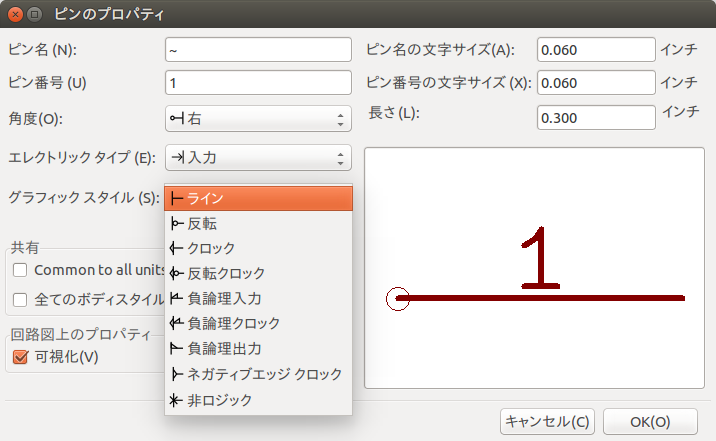 ピンのプロパティ
ピン名 (N):
~
ピン名の文字サイズ(A):
0.060
インチ
ピン番号 (U)
1
ピン番号の文字サイズ (X):
0.060
インチ
角度(O):
右
長さ(L):
0.300
インチ
エレクトリック タイプ (E):
入力
グラフィック スタイル (S):
ライン
反転
クロック
反転クロック
負論理入力
負論理クロック
負論理出力
ネガティブエッジ クロック
非ロジック
共有
Common to all units
全てのボディスタイル
回路図上のプロパティ
可視化(V)
1
キャンセル(C)
OK(O)